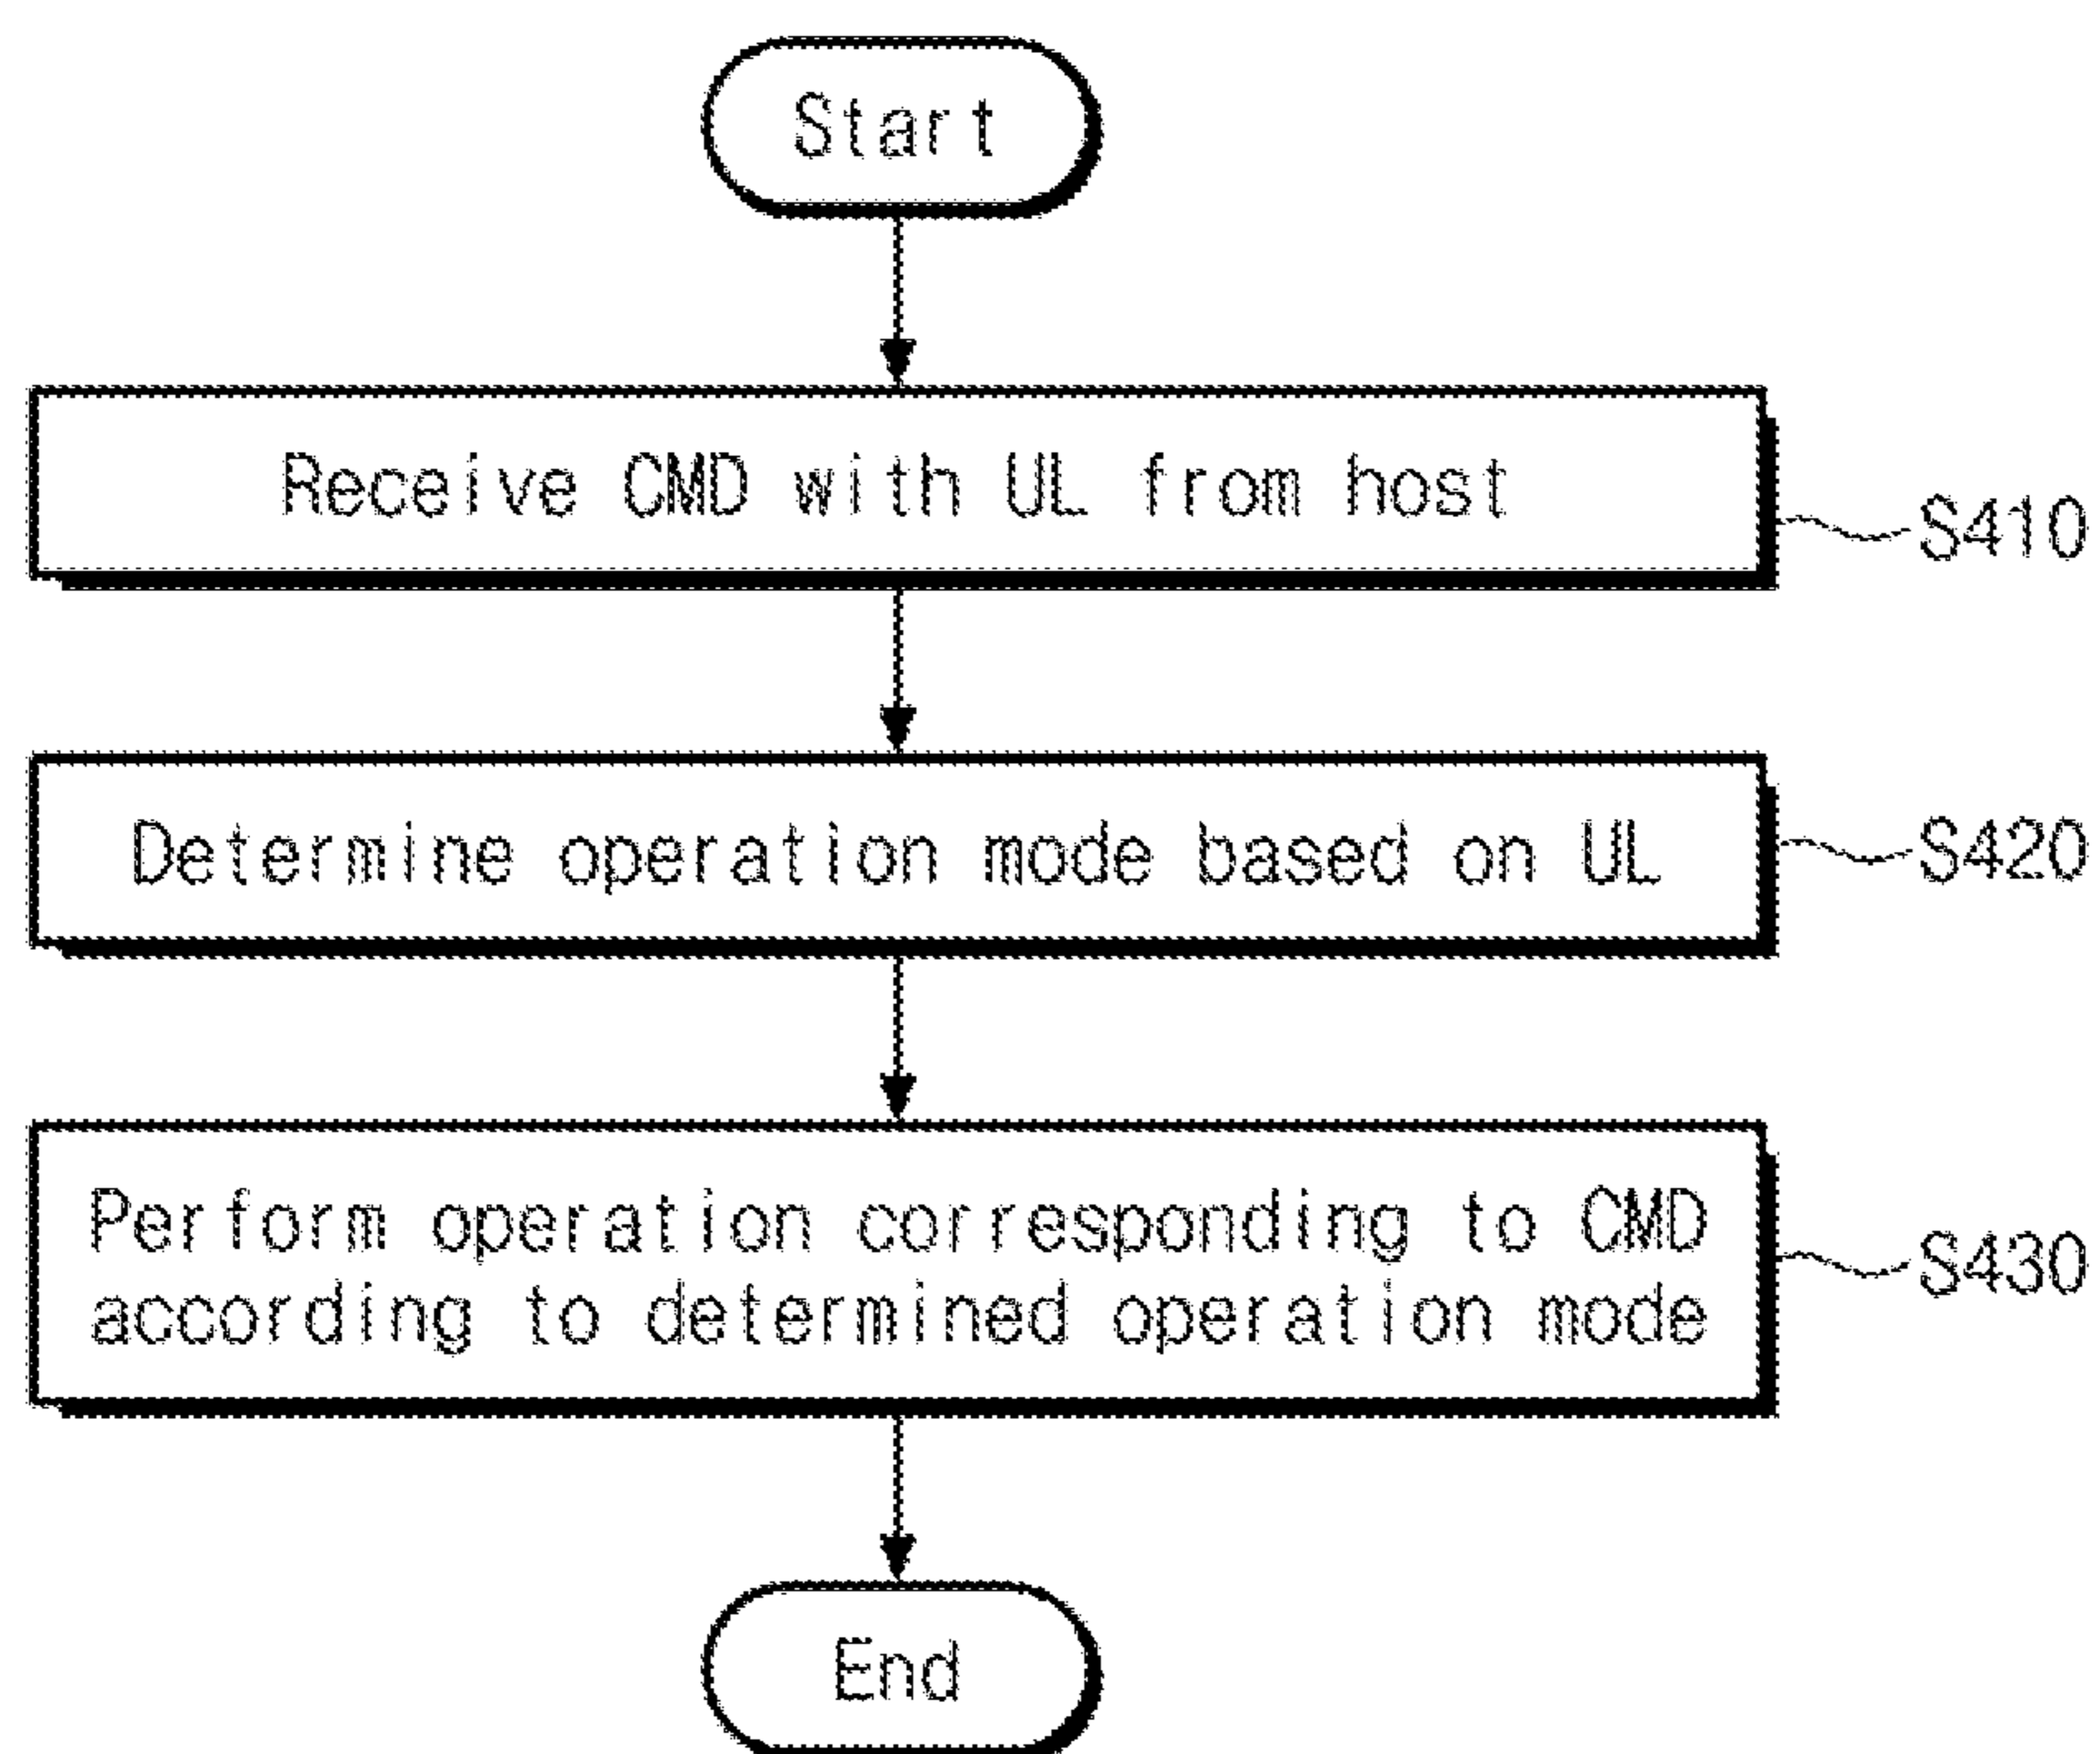 Start
Receive CMD with UL from host
S410
Determine operation mode based on UL
S420
Perform operation corresponding to CMD
according to determined operation mode
S430
End